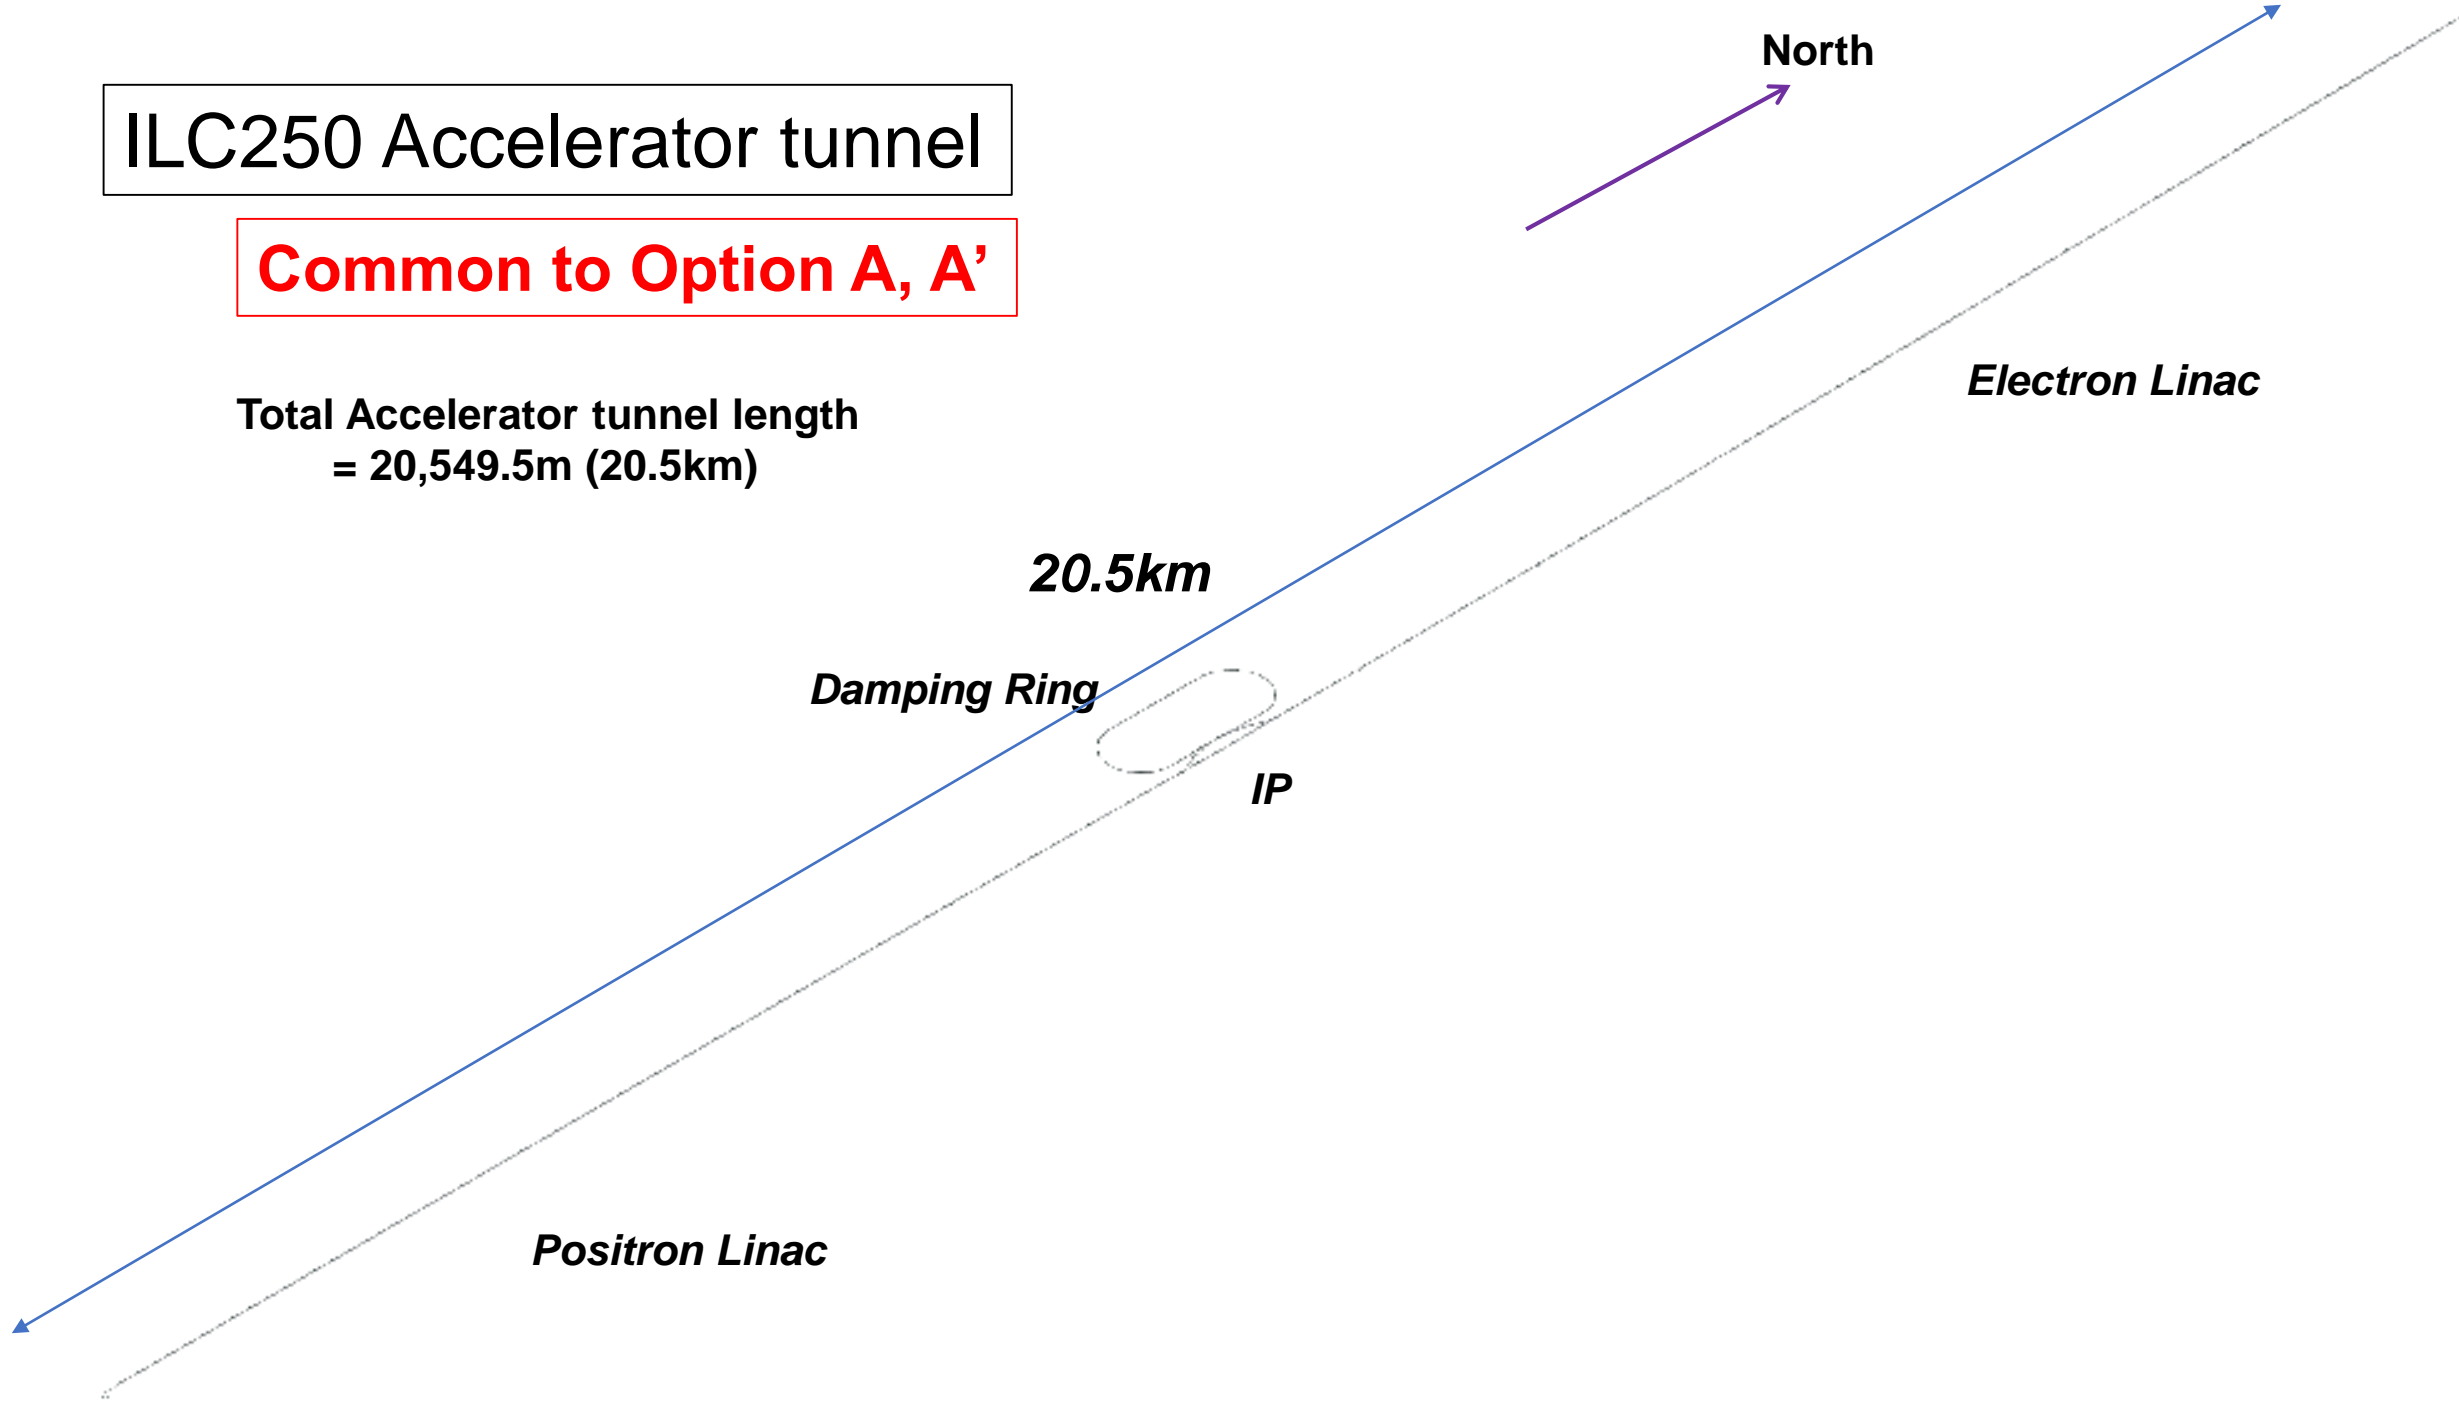 North
ILC250 Accelerator tunnel
Common to Option A, A’
Electron Linac
Total Accelerator tunnel length
= 20,549.5m (20.5km)
20.5km
Damping Ring
IP
Positron Linac